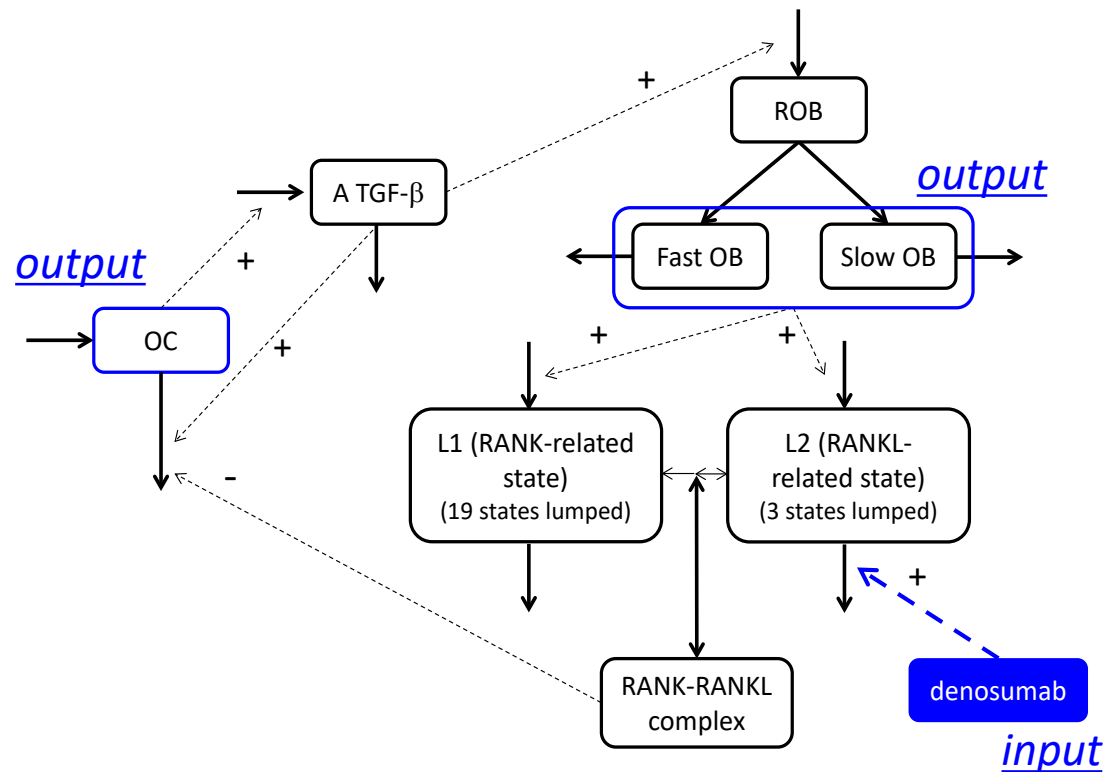 +
ROB
output
A TGF-β
+
Fast OB
Slow OB
output
OC
+
+
+
L1 (RANK-related
state)
(19 states lumped)
L2 (RANKL-
related state)
(3 states lumped)
-
+
RANK-RANKL
complex
denosumab
input